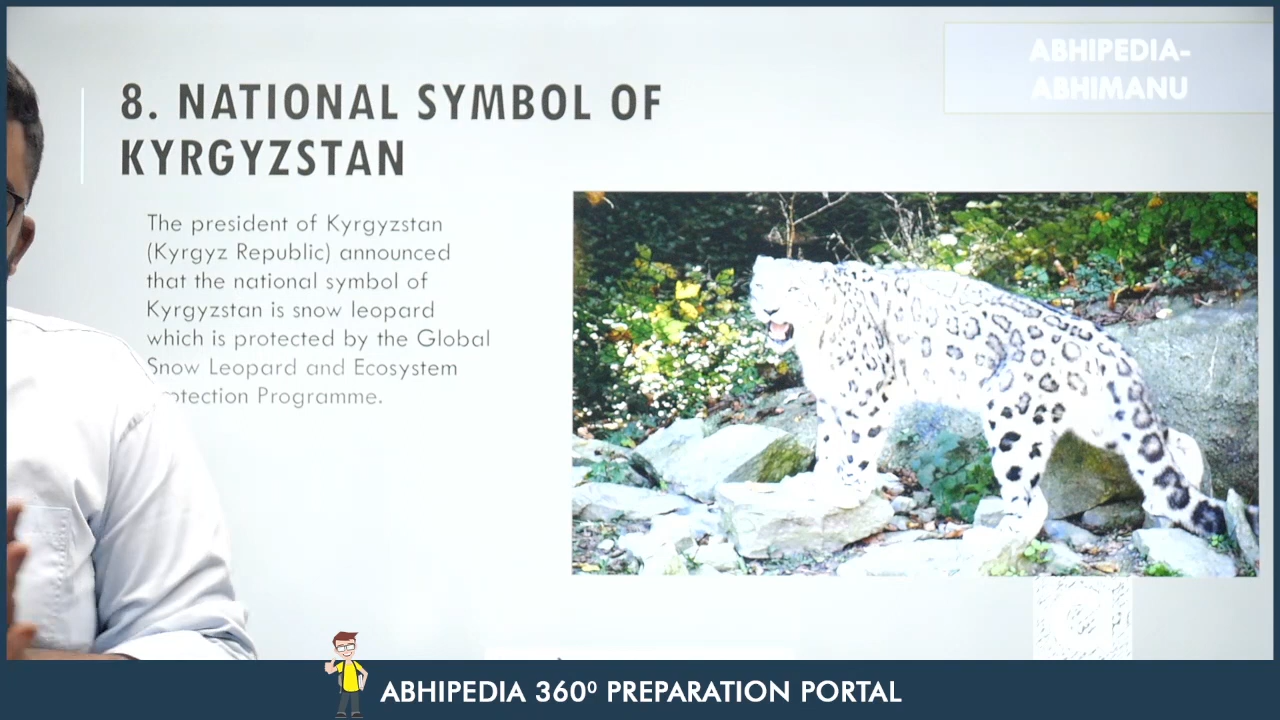 ABHIPEDIA-
ABHIMANU
8. NATIONAL SYMBOL OF
KYRGYZSTAN
The president of Kyrgyzstan
(Kyrgyz Republic) announced
that the national symbol of
Kyrgyzstan is snow leopard
which is protected by the Global
Snow Leopard and Ecosystem
otection Programme.
ABHIPEDIA 360⁰ PREPARATION PORTAL